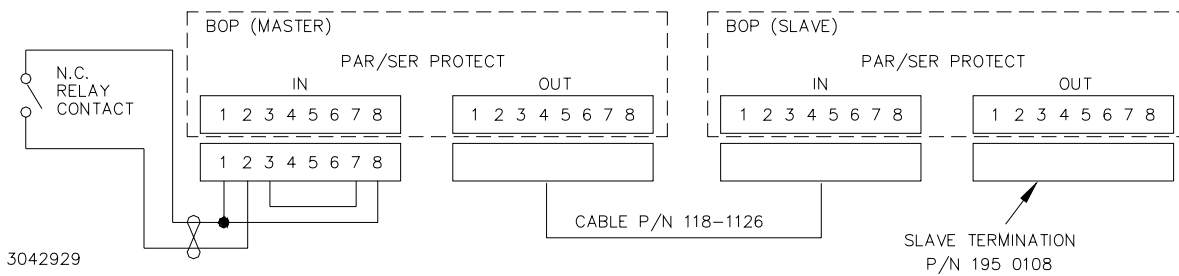 BOP (MASTER)
PAR/SER PROTECT
IN
OUT
1 2 3 4 5 6 7 8
1 2 3 4 5 6 7 8
1 2 3 4 5 6 7 8
N.C.
RELAY
CONTACT
BOP (SLAVE)
PAR/SER PROTECT
IN
OUT
1 2 3 4 5 6 7 8
1 2 3 4 5 6 7 8
CABLE P/N 118-1126
SLAVE TERMINATION
P/N 195 0108
3042929